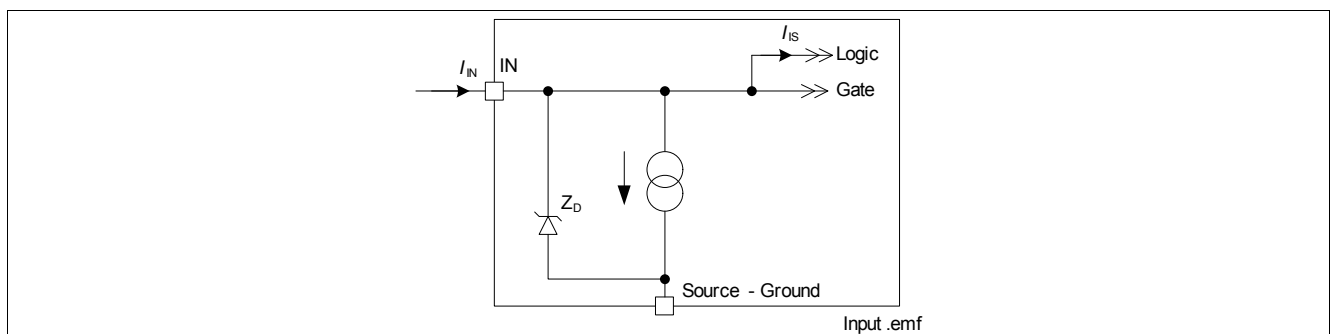 I_IS
Logic
I_IN IN
Gate
Z_D
Source - Ground
Input .emf